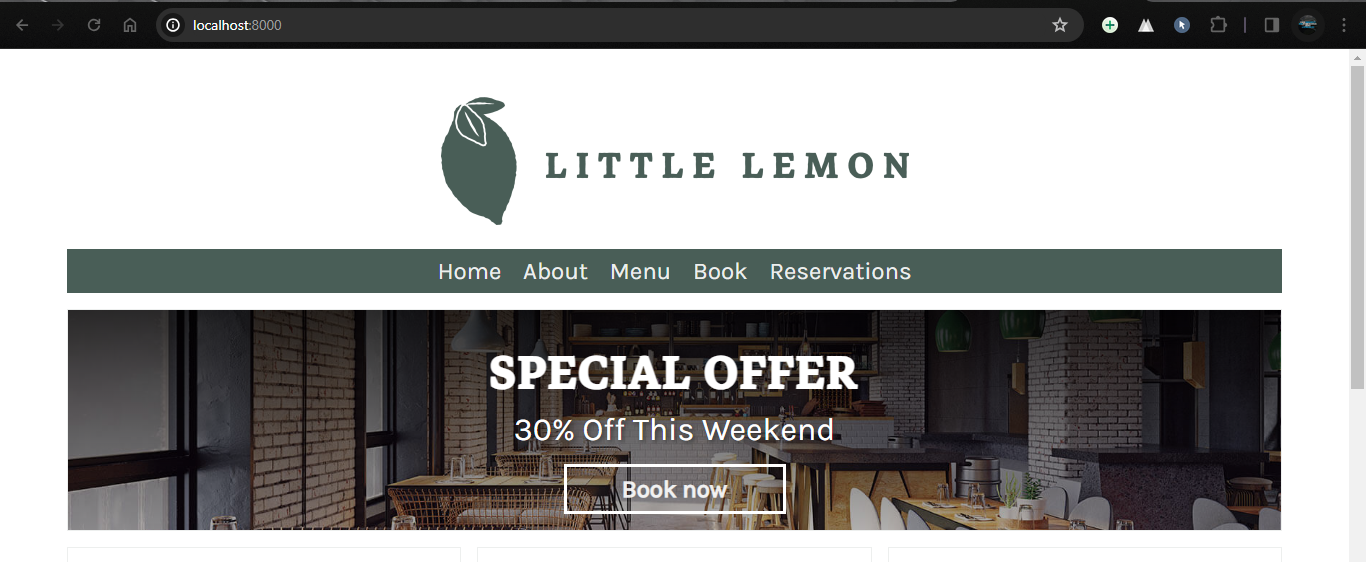 localhost:8000
LITTLE LEMON
Home About Menu Book Reservations
SPECIAL OFFER
30% Off This Weekend
Book now